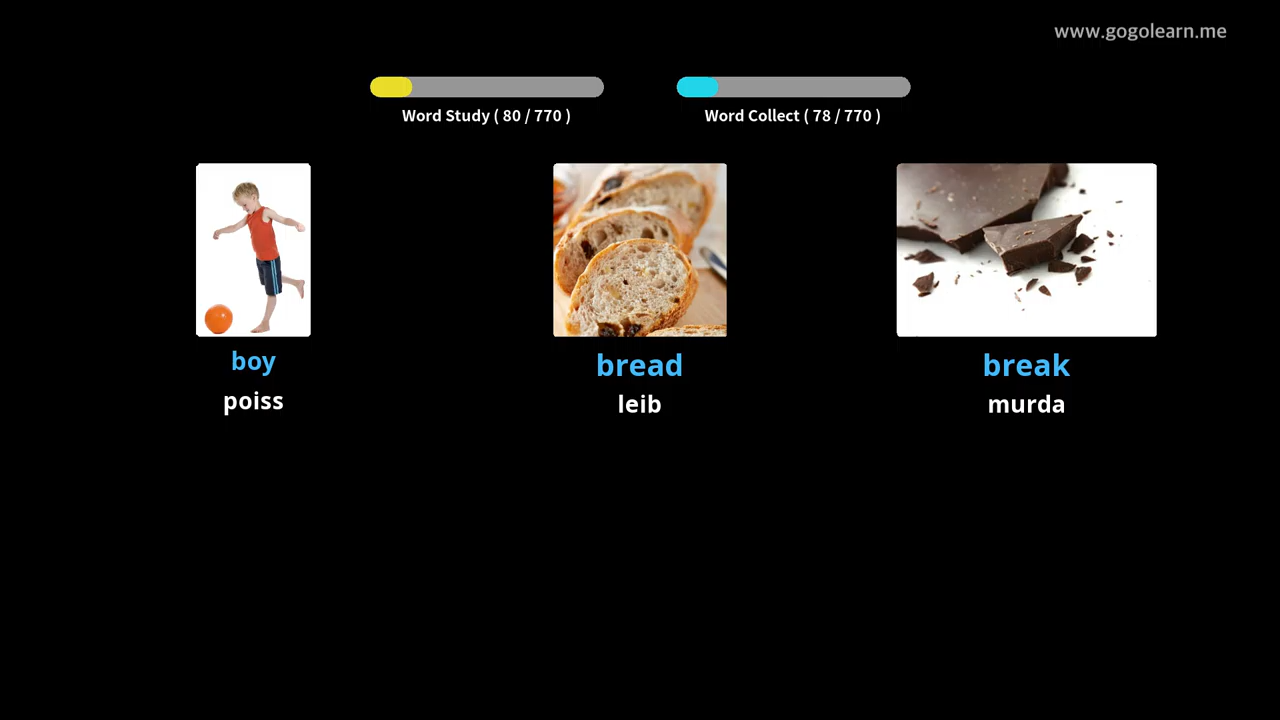 www.gogolearn.me
Word Study ( 80 / 770 )
Word Collect ( 78 / 770 )
boy
poiss
bread
leib
break
murda